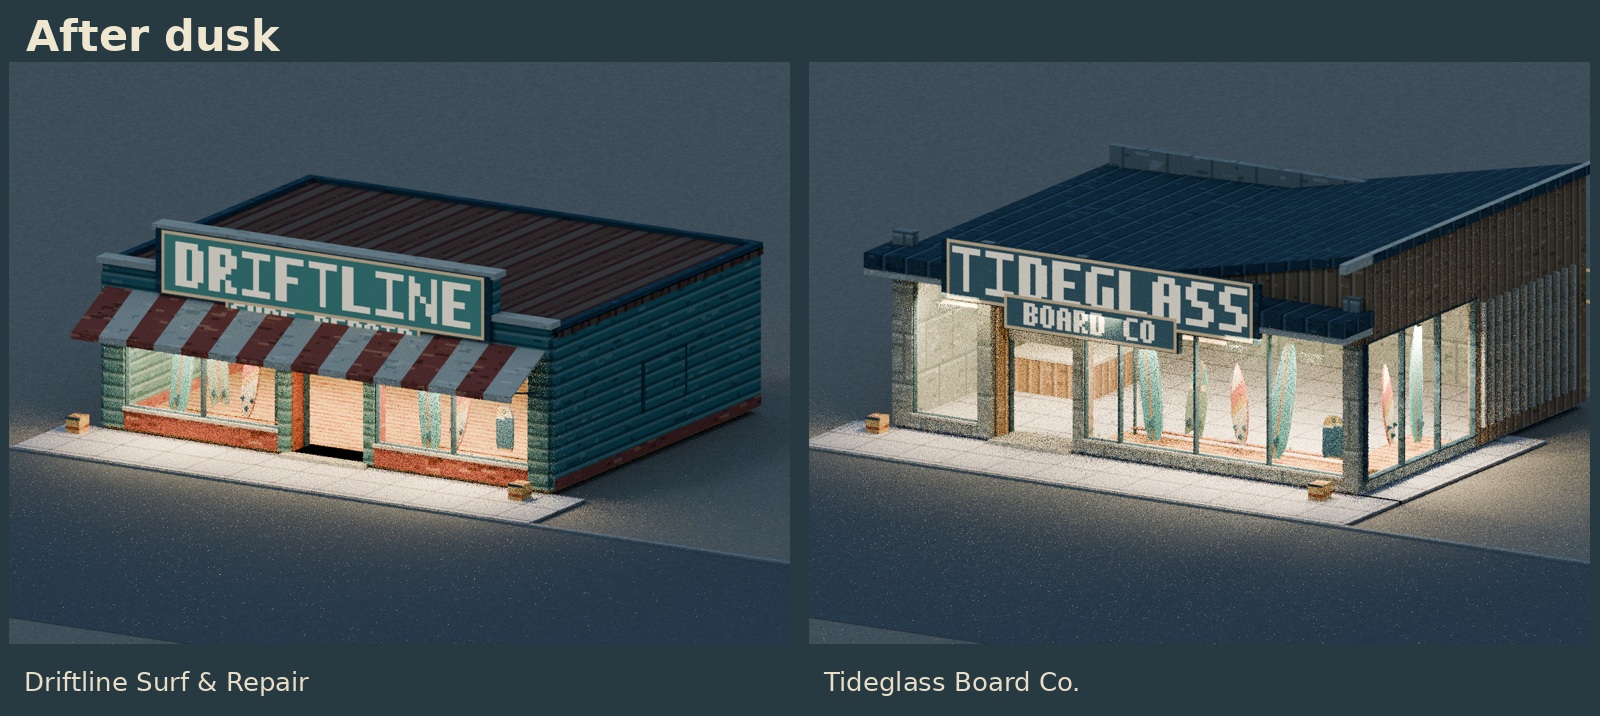 After dusk
DRIFTLINE
TIDEGLASS
BOARD CO
Driftline Surf & Repair
Tideglass Board Co.